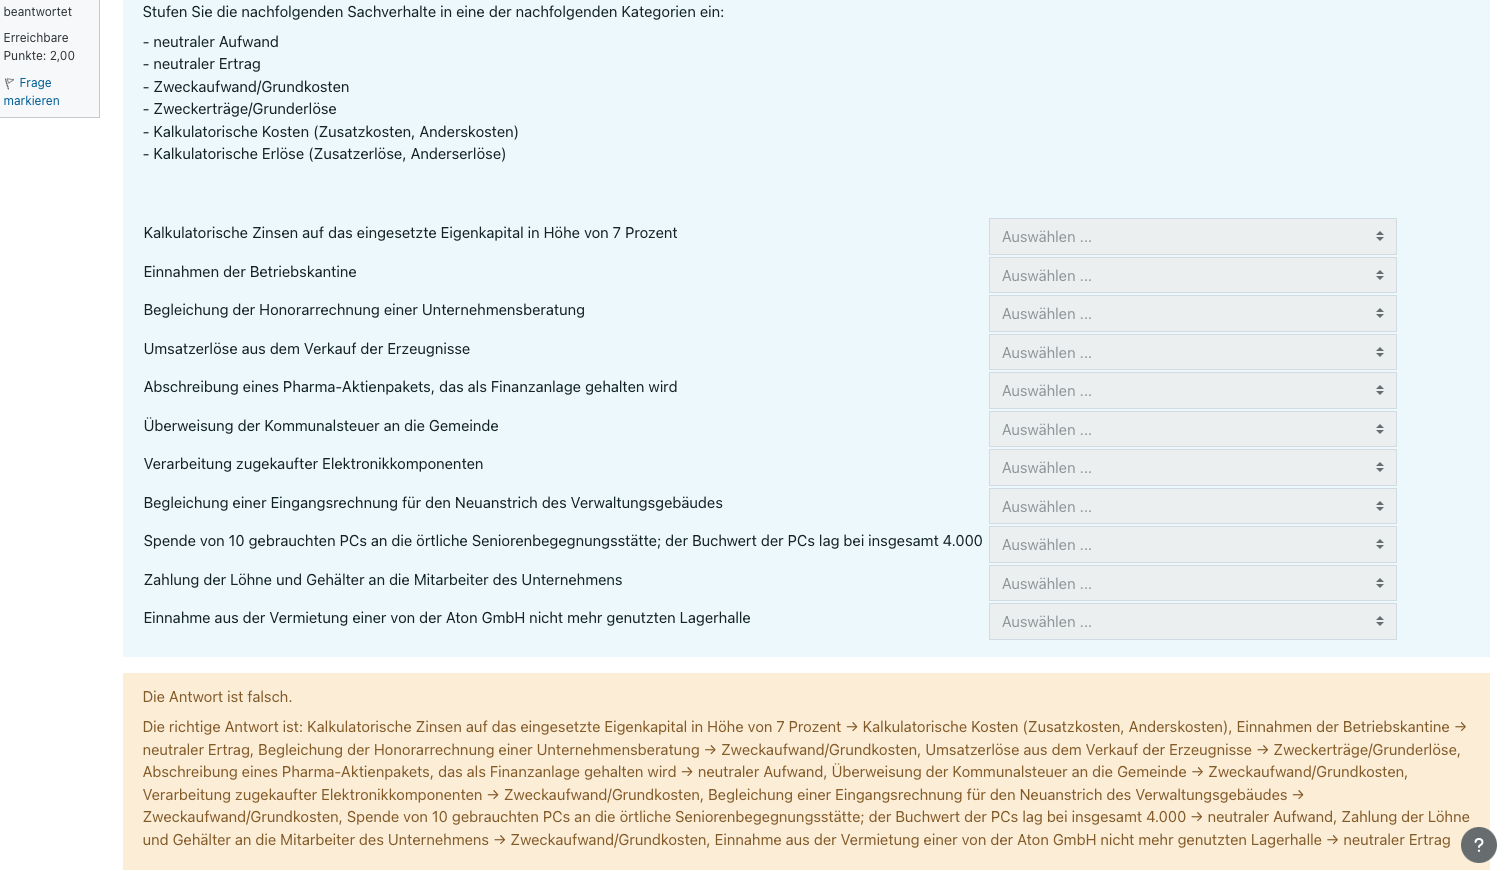 beantwortet
Erreichbare
Punkte: 2,00
Frage
markieren
Stufen Sie die nachfolgenden Sachverhalte in eine der nachfolgenden Kategorien ein:
- neutraler Aufwand
- neutraler Ertrag
- Zweckaufwand/Grundkosten
- Zweckerträge/Grunderlöse
- Kalkulatorische Kosten (Zusatzkosten, Anderskosten)
- Kalkulatorische Erlöse (Zusatzerlöse, Anderserlöse)
Kalkulatorische Zinsen auf das eingesetzte Eigenkapital in Höhe von 7 Prozent Auswählen ...
Einnahmen der Betriebskantine Auswählen ...
Begleichung der Honorarrechnung einer Unternehmensberatung Auswählen ...
Umsatzerlöse aus dem Verkauf der Erzeugnisse Auswählen ...
Abschreibung eines Pharma-Aktienpakets, das als Finanzanlage gehalten wird Auswählen ...
Überweisung der Kommunalsteuer an die Gemeinde Auswählen ...
Verarbeitung zugekaufter Elektronikkomponenten Auswählen ...
Begleichung einer Eingangsrechnung für den Neuanstrich des Verwaltungsgebäudes Auswählen ...
Spende von 10 gebrauchten PCs an die örtliche Seniorenbegegnungsstätte; der Buchwert der PCs lag bei insgesamt 4.000 Auswählen ...
Zahlung der Löhne und Gehälter an die Mitarbeiter des Unternehmens Auswählen ...
Einnahme aus der Vermietung einer von der Aton GmbH nicht mehr genutzten Lagerhalle Auswählen ...
Die Antwort ist falsch.
Die richtige Antwort ist: Kalkulatorische Zinsen auf das eingesetzte Eigenkapital in Höhe von 7 Prozent → Kalkulatorische Kosten (Zusatzkosten, Anderskosten), Einnahmen der Betriebskantine →
neutraler Ertrag, Begleichung der Honorarrechnung einer Unternehmensberatung → Zweckaufwand/Grundkosten, Umsatzerlöse aus dem Verkauf der Erzeugnisse → Zweckerträge/Grunderlöse,
Abschreibung eines Pharma-Aktienpakets, das als Finanzanlage gehalten wird → neutraler Aufwand, Überweisung der Kommunalsteuer an die Gemeinde → Zweckaufwand/Grundkosten,
Verarbeitung zugekaufter Elektronikkomponenten → Zweckaufwand/Grundkosten, Begleichung einer Eingangsrechnung für den Neuanstrich des Verwaltungsgebäudes →
Zweckaufwand/Grundkosten, Spende von 10 gebrauchten PCs an die örtliche Seniorenbegegnungsstätte; der Buchwert der PCs lag bei insgesamt 4.000 → neutraler Aufwand, Zahlung der Löhne
und Gehälter an die Mitarbeiter des Unternehmens → Zweckaufwand/Grundkosten, Einnahme aus der Vermietung einer von der Aton GmbH nicht mehr genutzten Lagerhalle → neutraler Ertrag
?